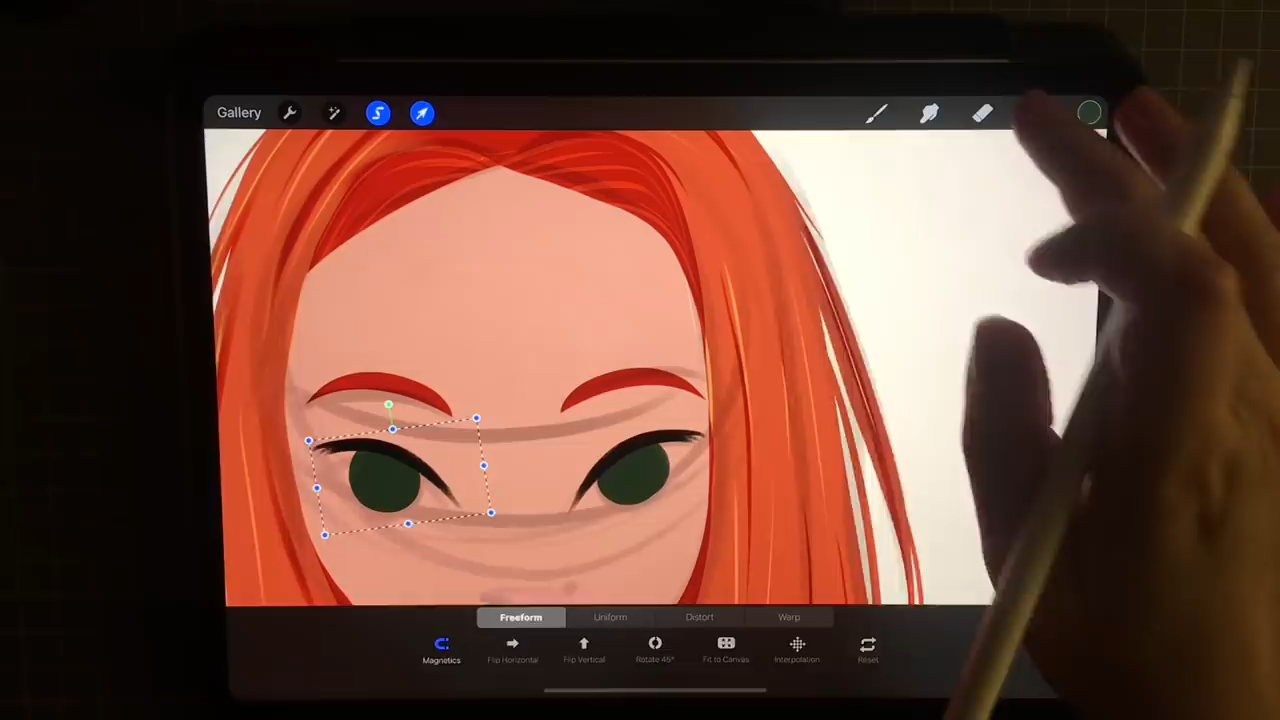 Gallery
Freeform Uniform Distort Warp
Magnetics Flip Horizontal Flip Vertical Rotate 45° Fit to Canvas Interpolation Reset